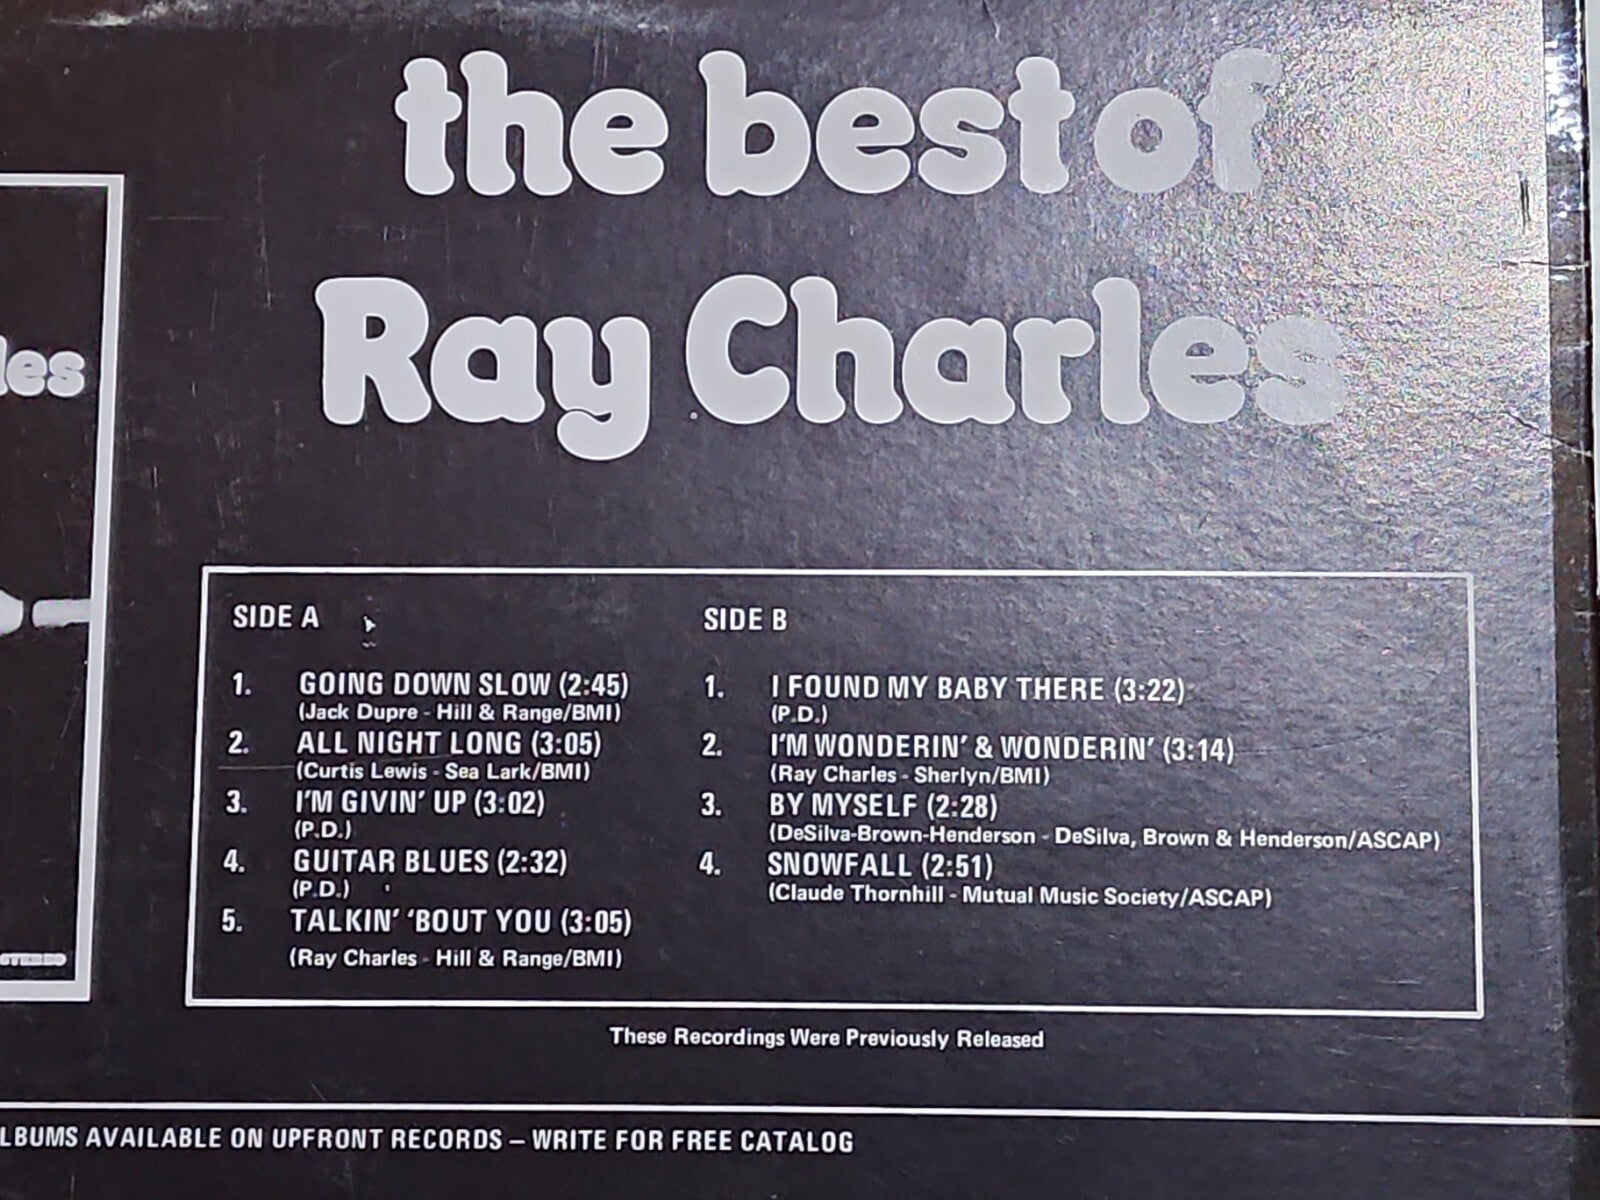 the best of
Ray Charles
les
STEREO
SIDE A
1. GOING DOWN SLOW (2:45)
(Jack Dupre - Hill & Range/BMI)
2. ALL NIGHT LONG (3:05)
(Curtis Lewis - Sea Lark/BMI)
3. I'M GIVIN' UP (3:02)
(P.D.)
4. GUITAR BLUES (2:32)
(P.D.)
5. TALKIN' 'BOUT YOU (3:05)
(Ray Charles - Hill & Range/BMI)
SIDE B
1. I FOUND MY BABY THERE (3:22)
(P.D.)
2. I'M WONDERIN' & WONDERIN' (3:14)
(Ray Charles - Sherlyn/BMI)
3. BY MYSELF (2:28)
(DeSilva-Brown-Henderson - DeSilva, Brown & Henderson/ASCAP)
4. SNOWFALL (2:51)
(Claude Thornhill - Mutual Music Society/ASCAP)
These Recordings Were Previously Released
LBUMS AVAILABLE ON UPFRONT RECORDS – WRITE FOR FREE CATALOG